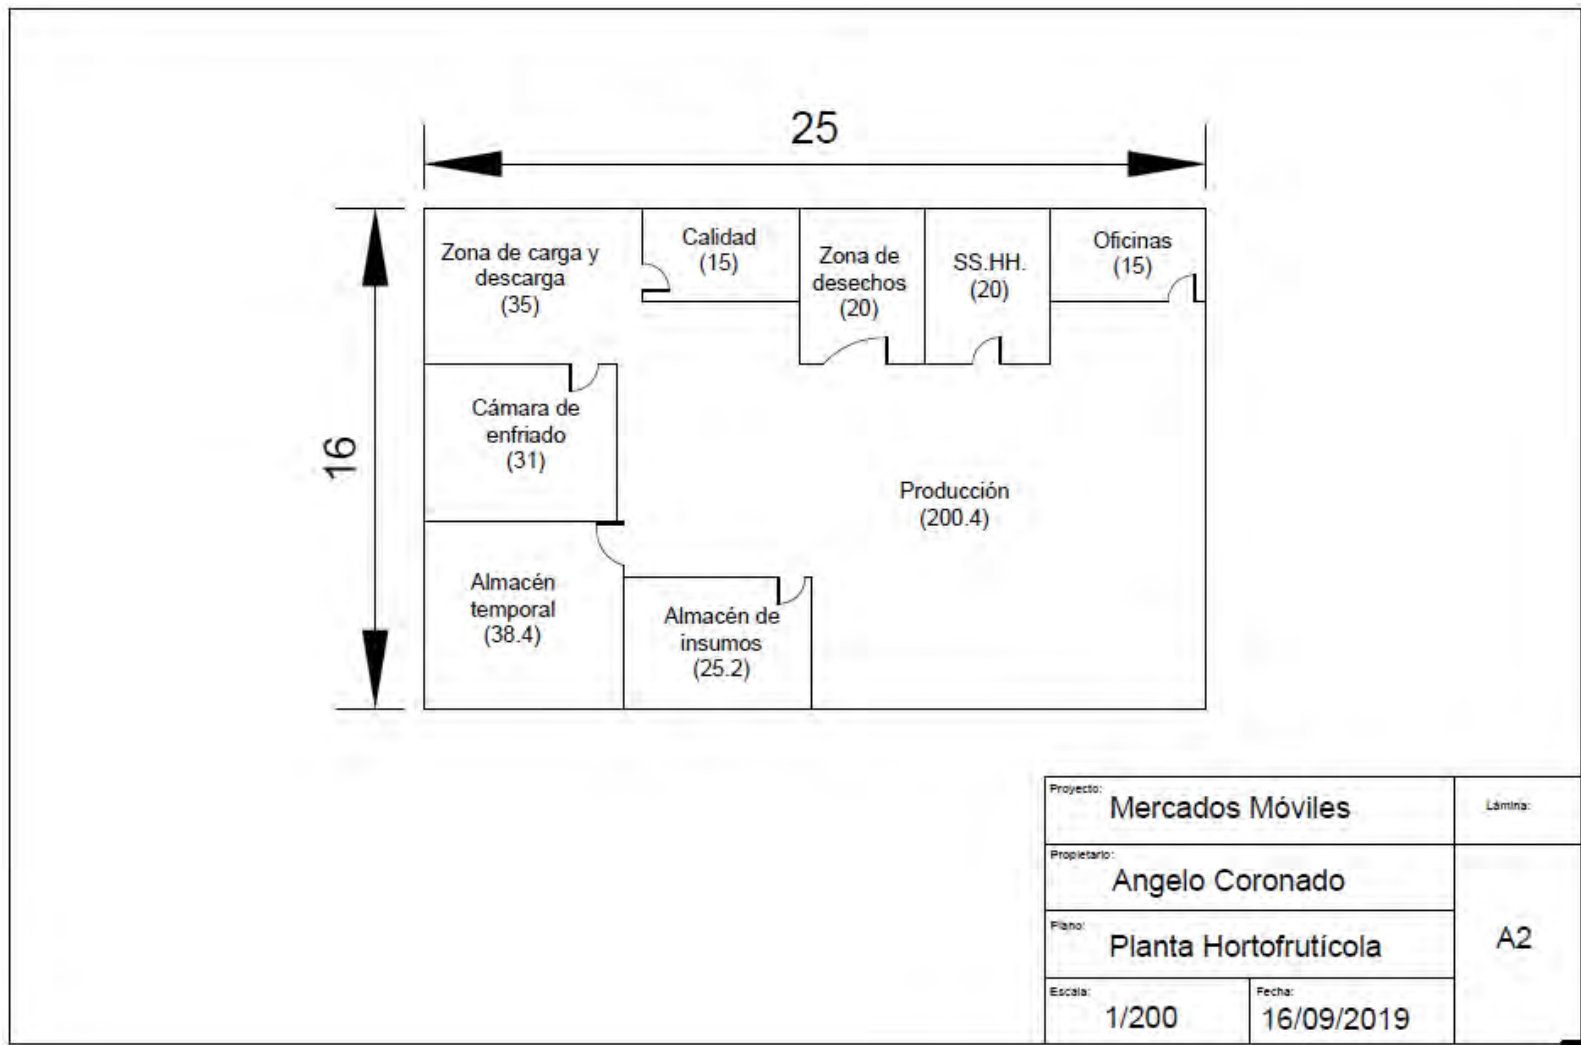 25
16
Zona de carga y
descarga
(35)
Calidad
(15)
Zona de
desechos
(20)
SS.HH.
(20)
Oficinas
(15)
Cámara de
enfriado
(31)
Producción
(200.4)
Almacén
temporal
(38.4)
Almacén de
insumos
(25.2)
Proyecto:
Mercados Móviles
Lámina:
Propietario:
Angelo Coronado
Plano:
Planta Hortofrutícola
A2
Escala:
1/200
Fecha:
16/09/2019